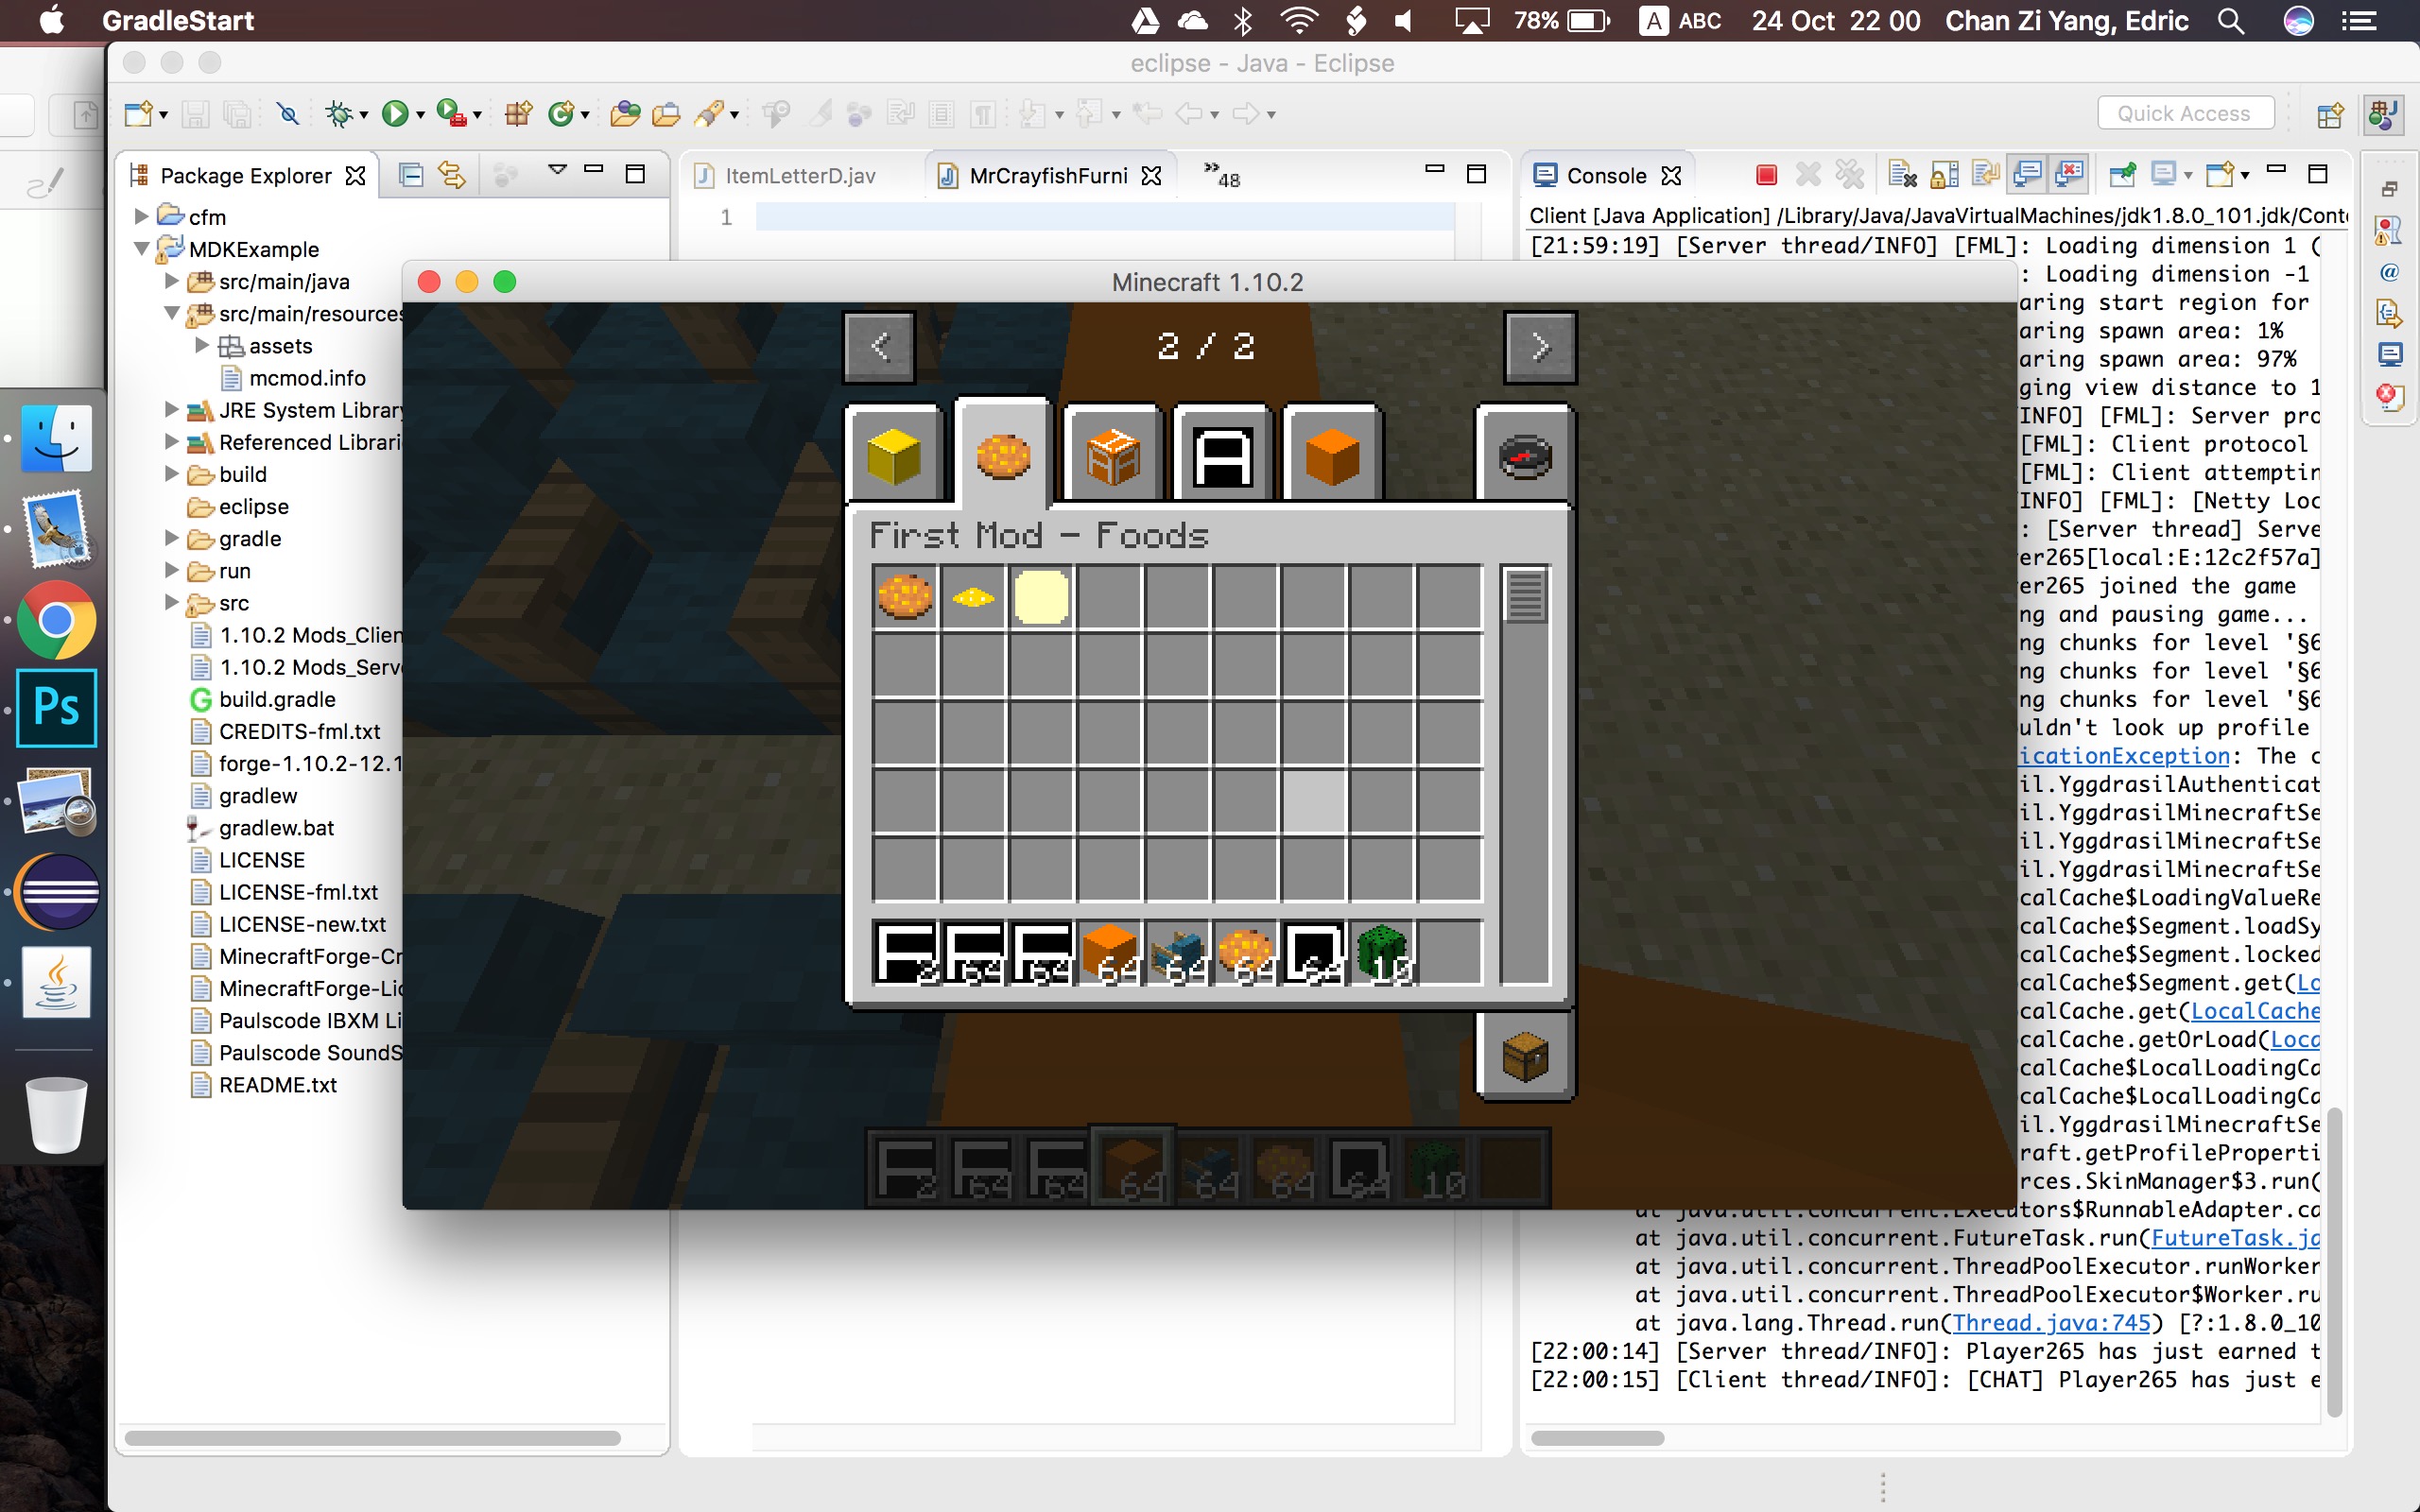 GradleStart
78%
A ABC
24 Oct 22 00
Chan Zi Yang, Edric
eclipse - Java - Eclipse
Quick Access
Package Explorer
cfm
MDKExample
src/main/java
src/main/resources
assets
mcmod.info
JRE System Library
Referenced Librari
build
eclipse
gradle
run
src
1.10.2 Mods_Clien
1.10.2 Mods_Serv
build.gradle
CREDITS-fml.txt
forge-1.10.2-12.1
gradlew
gradlew.bat
LICENSE
LICENSE-fml.txt
LICENSE-new.txt
MinecraftForge-Cr
MinecraftForge-Lic
Paulscode IBXM Li
Paulscode SoundS
README.txt
ItemLetterD.jav
MrCrayfishFurni
»48
1
Minecraft 1.10.2
<
2 / 2
>
A
First Mod - Foods
F 2 F 64 F 64 64 64 64 D 64 10
F 2 F 64 F 64 64 64 64 D 64 10
Ps
Console
Client [Java Application] /Library/Java/JavaVirtualMachines/jdk1.8.0_101.jdk/Cont
[21:59:19] [Server thread/INFO] [FML]: Loading dimension 1 (
: Loading dimension -1
aring start region for
aring spawn area: 1%
aring spawn area: 97%
ging view distance to 1
INFO] [FML]: Server pro
[FML]: Client protocol
[FML]: Client attemptin
INFO] [FML]: [Netty Loc
: [Server thread] Serve
er265[local:E:12c2f57a]
er265 joined the game
ng and pausing game...
ng chunks for level '§6
ng chunks for level '§6
ng chunks for level '§6
uldn't look up profile
icationException: The c
il.YggdrasilAuthenticat
il.YggdrasilMinecraftSe
il.YggdrasilMinecraftSe
il.YggdrasilMinecraftSe
calCache$LoadingValueRe
calCache$Segment.loadSy
calCache$Segment.locked
calCache$Segment.get(Lo
calCache.get(LocalCache
calCache.getOrLoad(Loca
calCache$LocalLoadingCa
calCache$LocalLoadingCa
il.YggdrasilMinecraftSe
raft.getProfileProperti
rces.SkinManager$3.run(
at java.util.concurrent.Executors$RunnableAdapter.ca
at java.util.concurrent.FutureTask.run(FutureTask.ja
at java.util.concurrent.ThreadPoolExecutor.runWorker
at java.util.concurrent.ThreadPoolExecutor$Worker.ru
at java.lang.Thread.run(Thread.java:745) [?:1.8.0_10
[22:00:14] [Server thread/INFO]: Player265 has just earned t
[22:00:15] [Client thread/INFO]: [CHAT] Player265 has just e